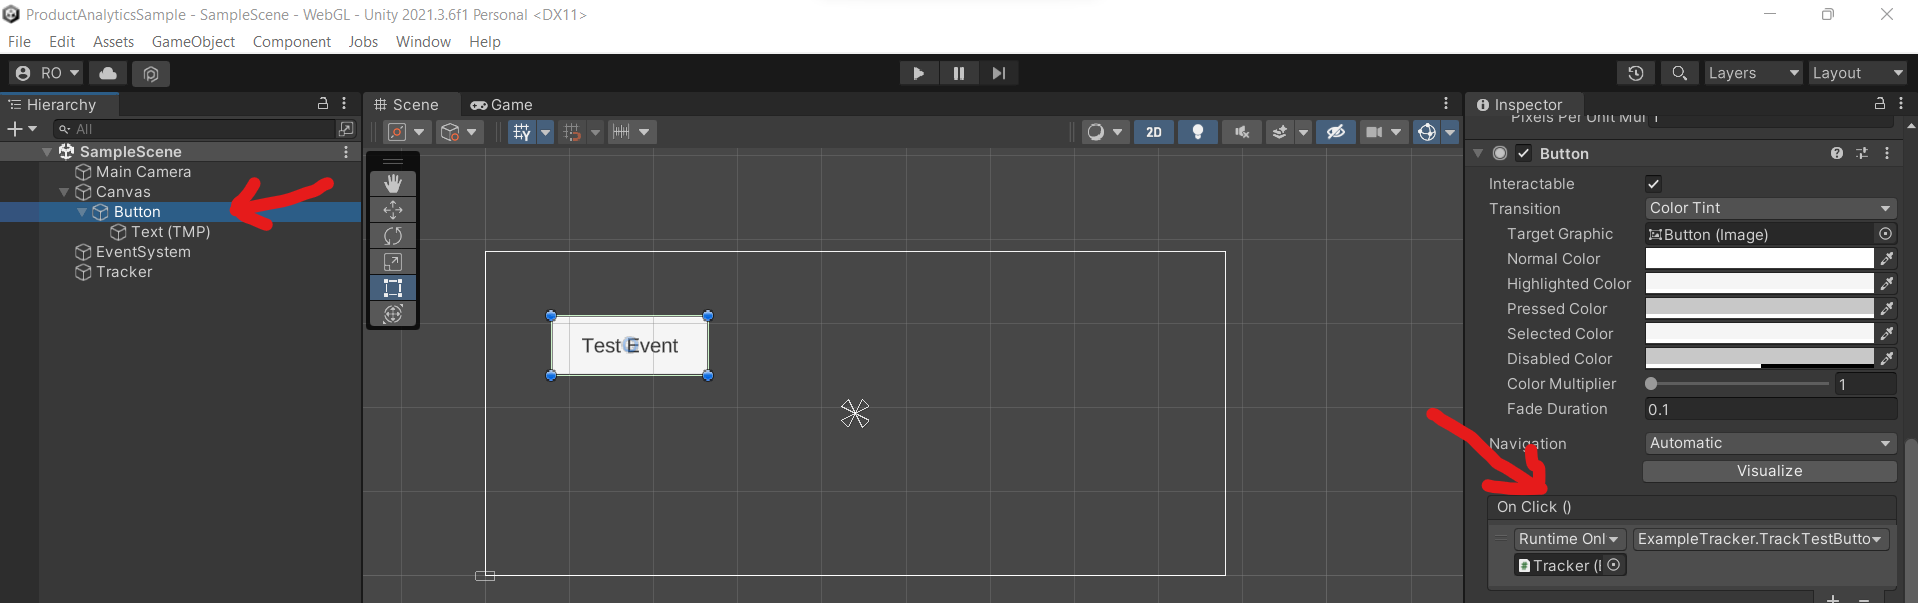 ProductAnalyticsSample - SampleScene - WebGL - Unity 2021.3.6f1 Personal <DX11>
File Edit Assets GameObject Component Jobs Window Help
RO Layers Layout
Hierarchy
All
SampleScene
Main Camera
Canvas
Button
Text (TMP)
EventSystem
Tracker
Scene Game
2D
Test Event
Inspector
Pixels Per Unit Mul 1
Button
Interactable
Transition Color Tint
Target Graphic Button (Image)
Normal Color
Highlighted Color
Pressed Color
Selected Color
Disabled Color
Color Multiplier 1
Fade Duration 0.1
Navigation Automatic
Visualize
On Click ()
Runtime Onl ExampleTracker.TrackTestButto
Tracker (